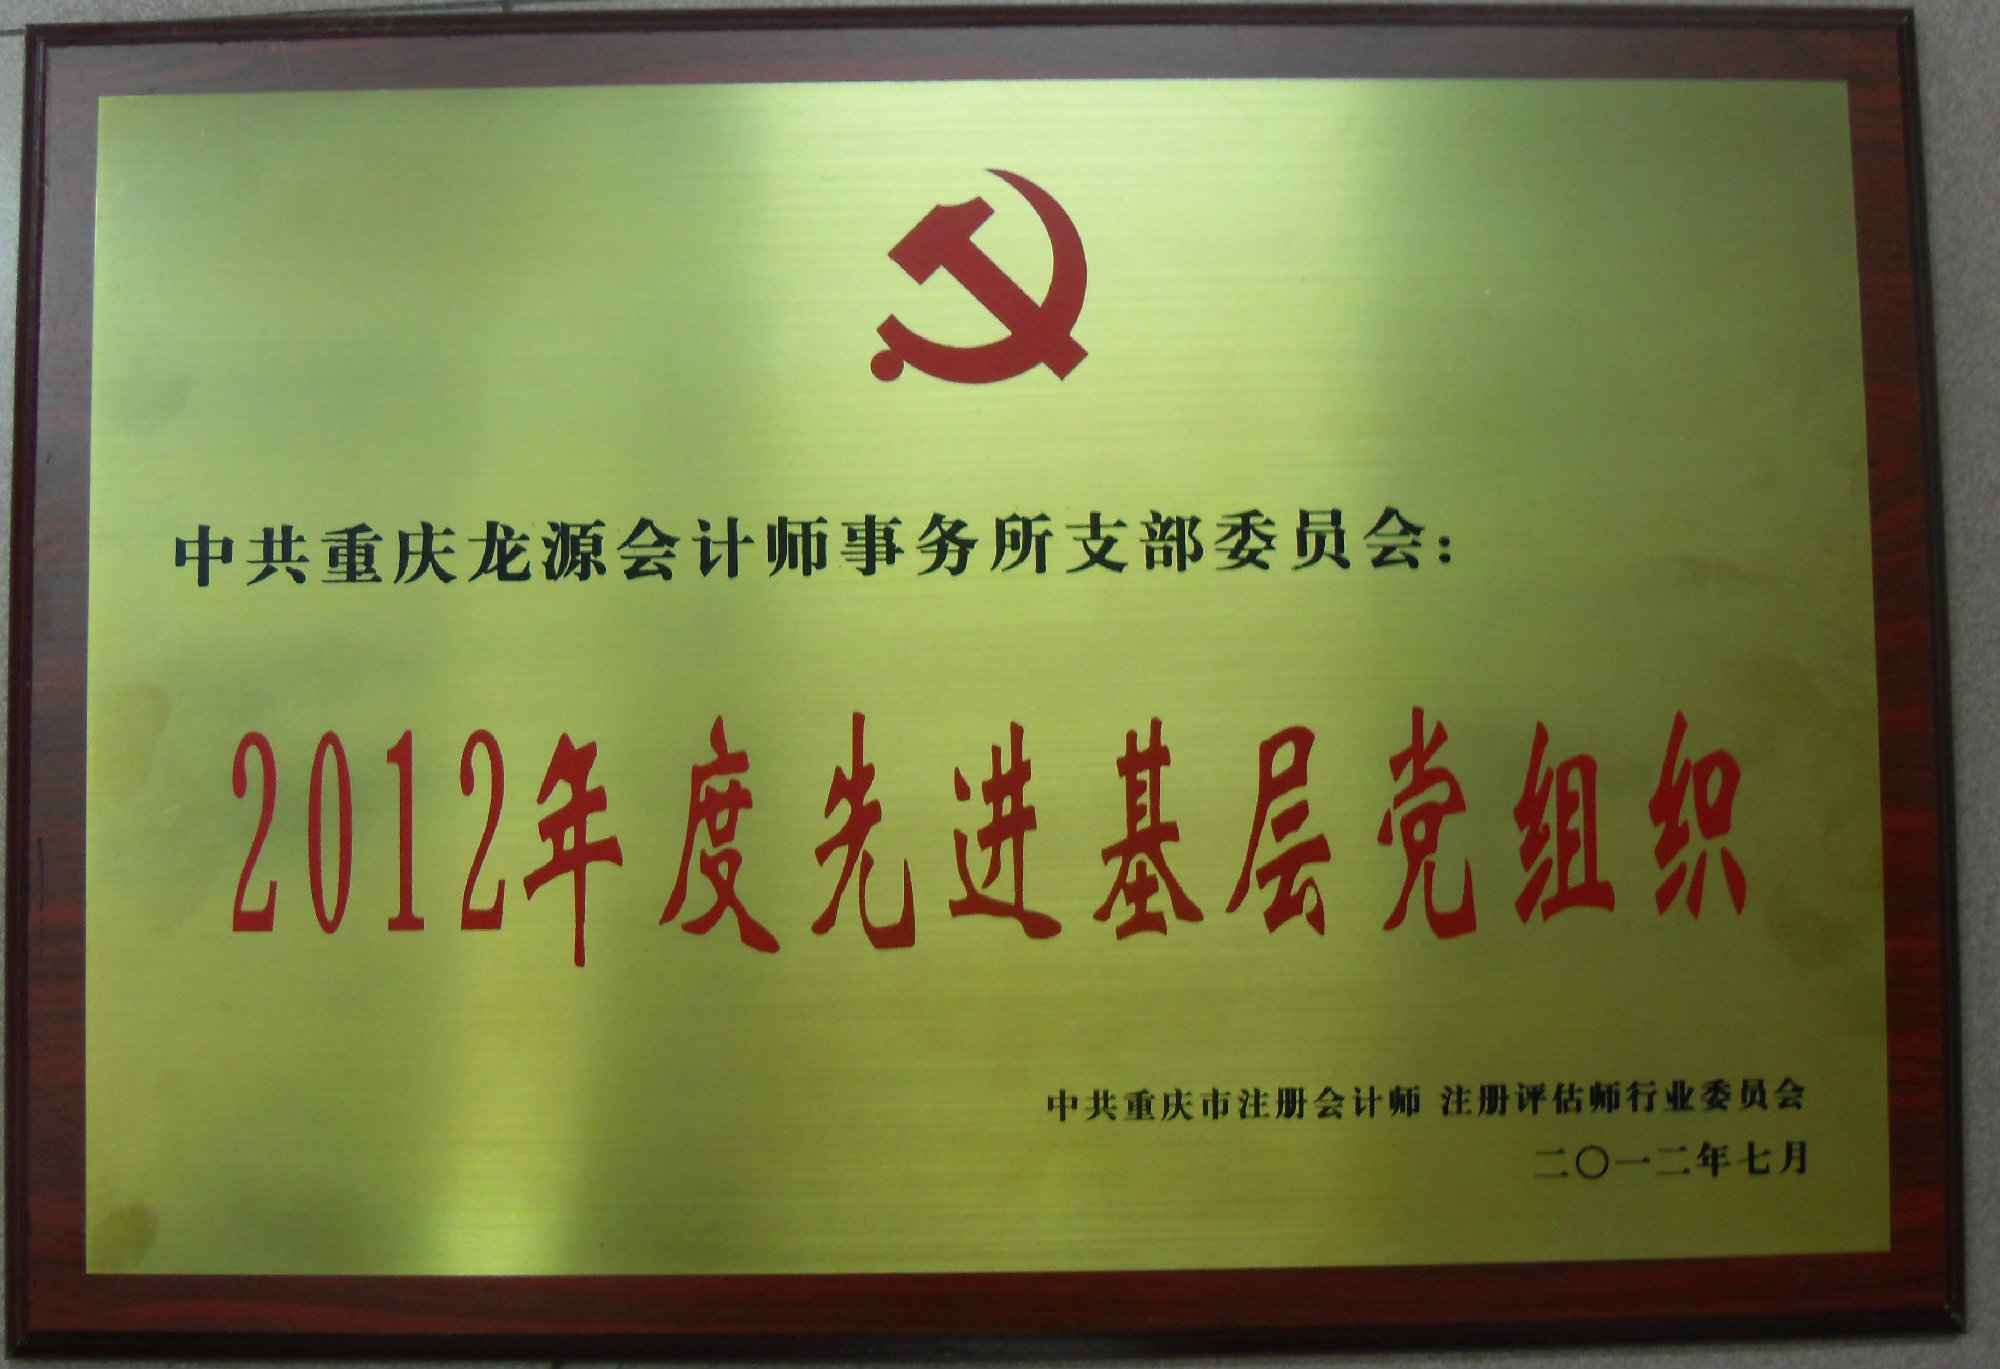 中共重庆龙源会计师事务所支部委员会：
2012年度先进基层党组织
中共重庆市注册会计师 注册评估师行业委员会
二〇一二年七月